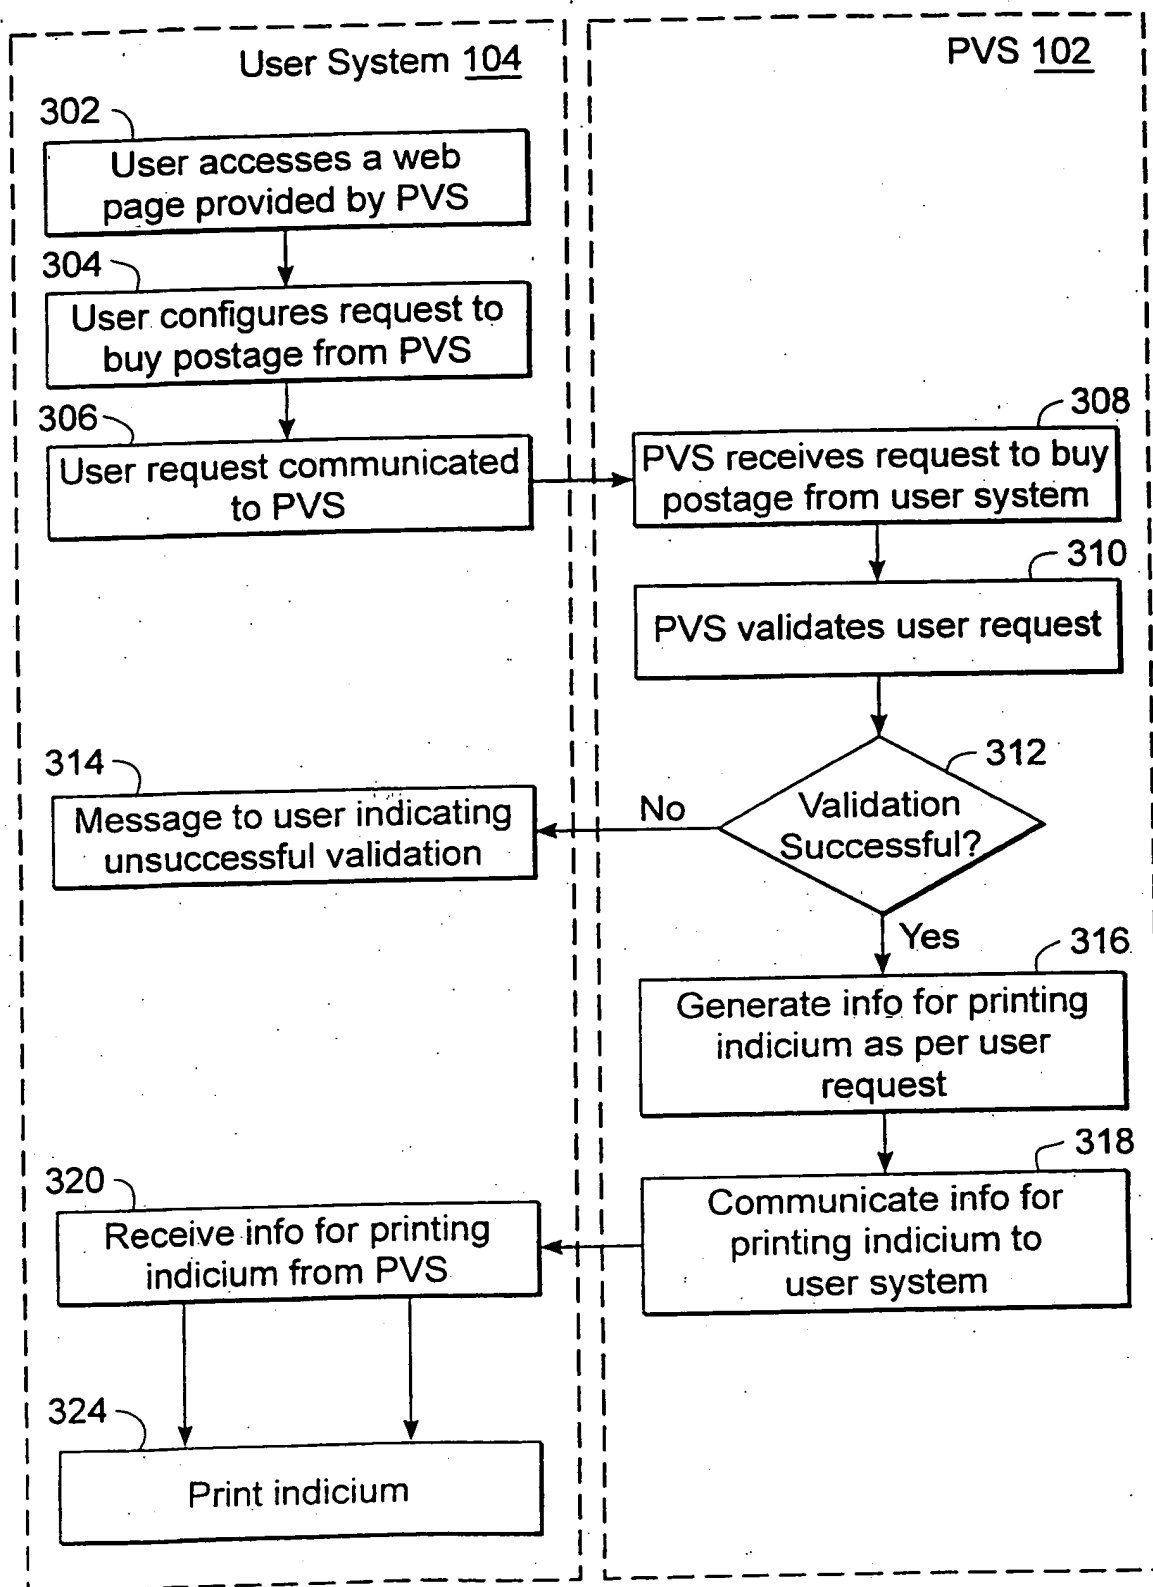 User System 104
PVS 102
302
User accesses a web
page provided by PVS
304
User configures request to
buy postage from PVS
306
User request communicated
to PVS
308
PVS receives request to buy
postage from user system
310
PVS validates user request
312
Validation
Successful?
No
314
Message to user indicating
unsuccessful validation
Yes
316
Generate info for printing
indicium as per user
request
318
Communicate info for
printing indicium to
user system
320
Receive info for printing
indicium from PVS
324
Print indicium